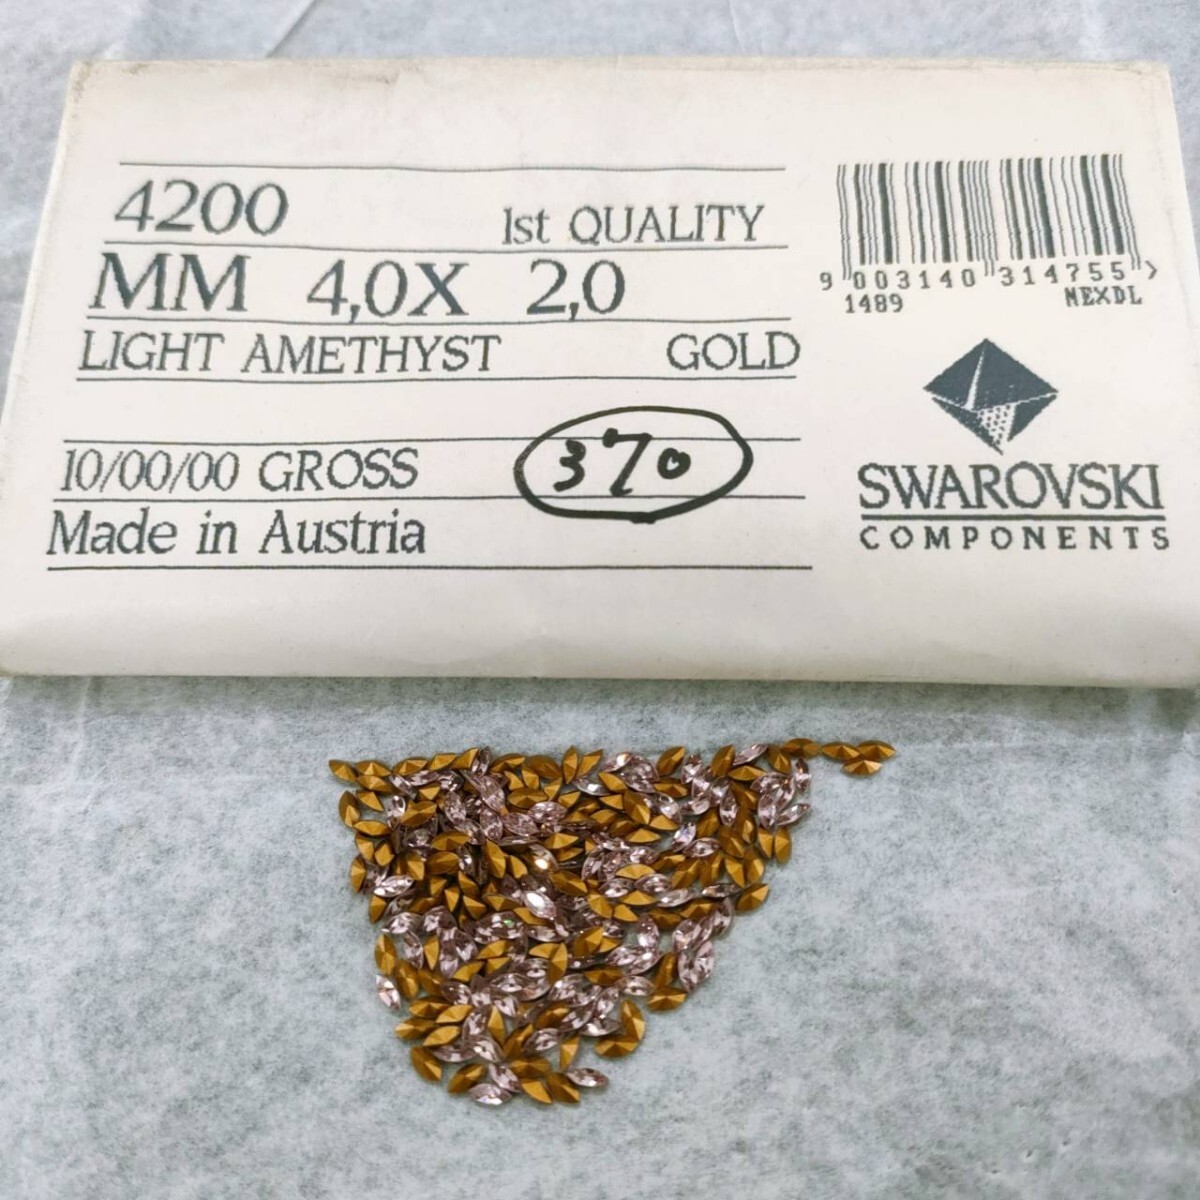 4200 1st QUALITY
MM 4,0X 2,0
LIGHT AMETHYST GOLD
10/00/00 GROSS 370
Made in Austria
9 003140 314755 >
1489 NEXDL
SWAROVSKI
COMPONENTS